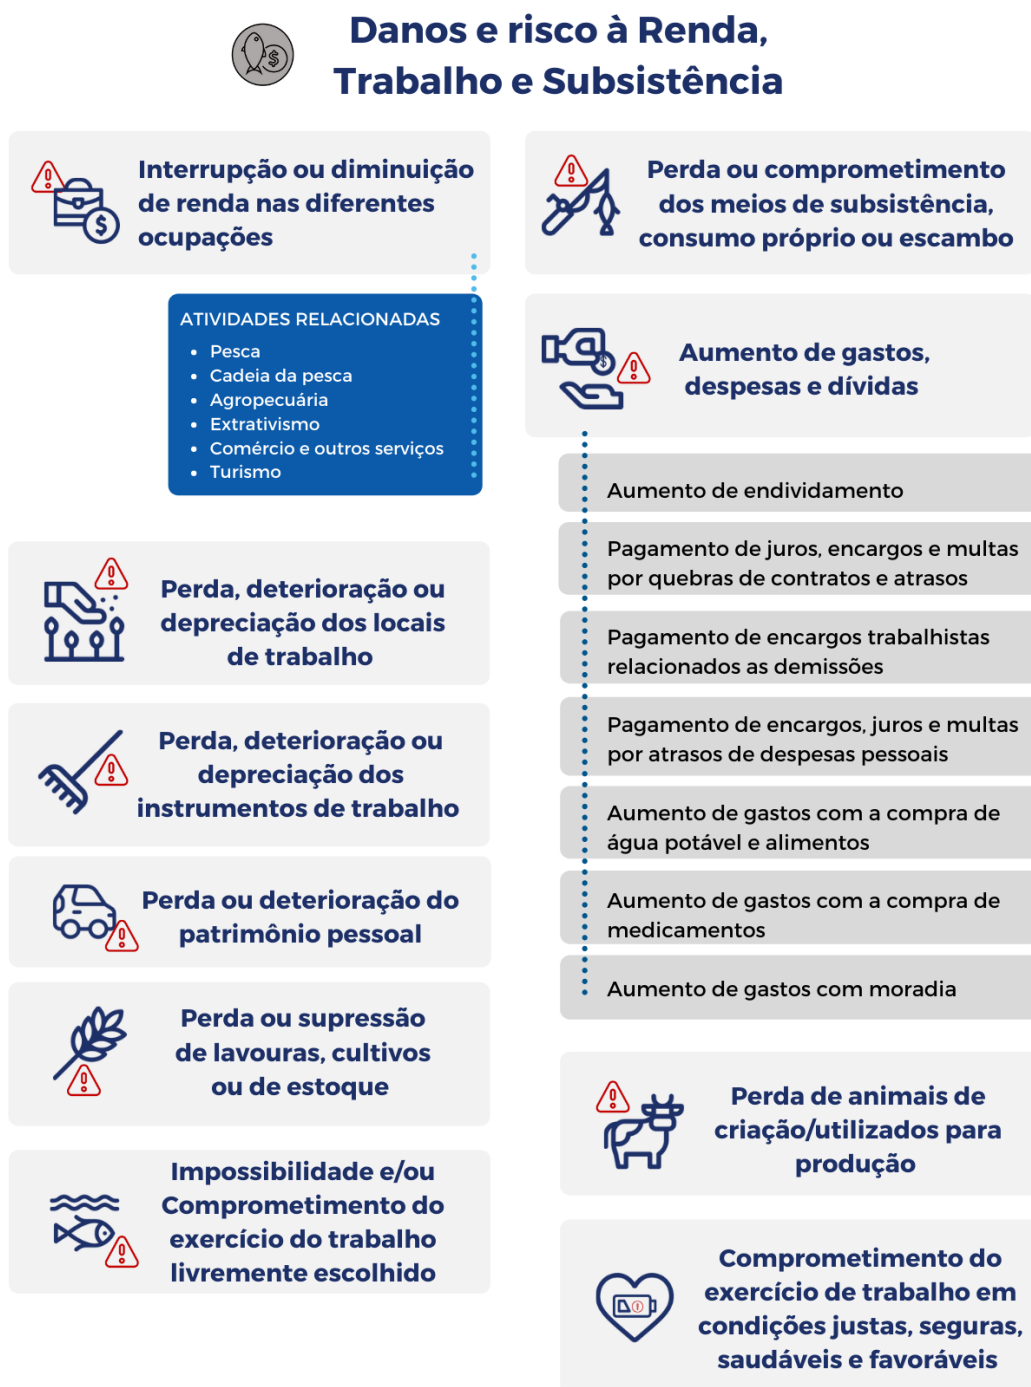 Danos e risco à Renda,
Trabalho e Subsistência
Interrupção ou diminuição
de renda nas diferentes
ocupações
ATIVIDADES RELACIONADAS
• Pesca
• Cadeia da pesca
• Agropecuária
• Extrativismo
• Comércio e outros serviços
• Turismo
Perda, deterioração ou
depreciação dos locais
de trabalho
Perda, deterioração ou
depreciação dos
instrumentos de trabalho
Perda ou deterioração do
patrimônio pessoal
Perda ou supressão
de lavouras, cultivos
ou de estoque
Impossibilidade e/ou
Comprometimento do
exercício do trabalho
livremente escolhido
Perda ou comprometimento
dos meios de subsistência,
consumo próprio ou escambo
Aumento de gastos,
despesas e dívidas
Aumento de endividamento
Pagamento de juros, encargos e multas
por quebras de contratos e atrasos
Pagamento de encargos trabalhistas
relacionados as demissões
Pagamento de encargos, juros e multas
por atrasos de despesas pessoais
Aumento de gastos com a compra de
água potável e alimentos
Aumento de gastos com a compra de
medicamentos
Aumento de gastos com moradia
Perda de animais de
criação/utilizados para
produção
Comprometimento do
exercício de trabalho em
condições justas, seguras,
saudáveis e favoráveis